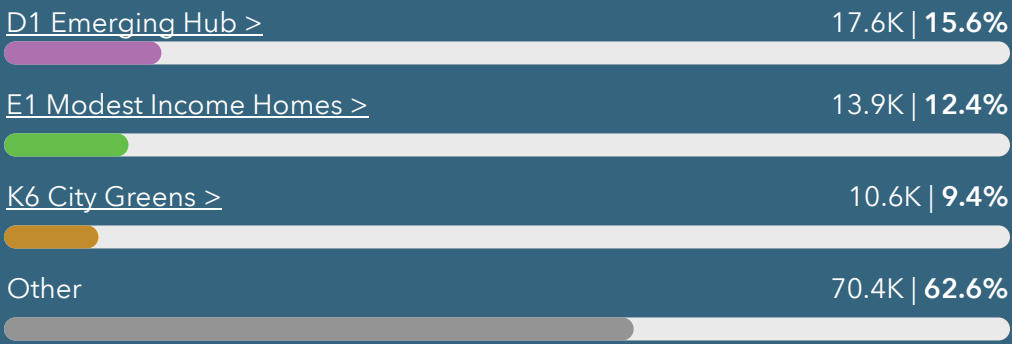 D1 Emerging Hub > 17.6K | 15.6%
E1 Modest Income Homes > 13.9K | 12.4%
K6 City Greens > 10.6K | 9.4%
Other 70.4K | 62.6%